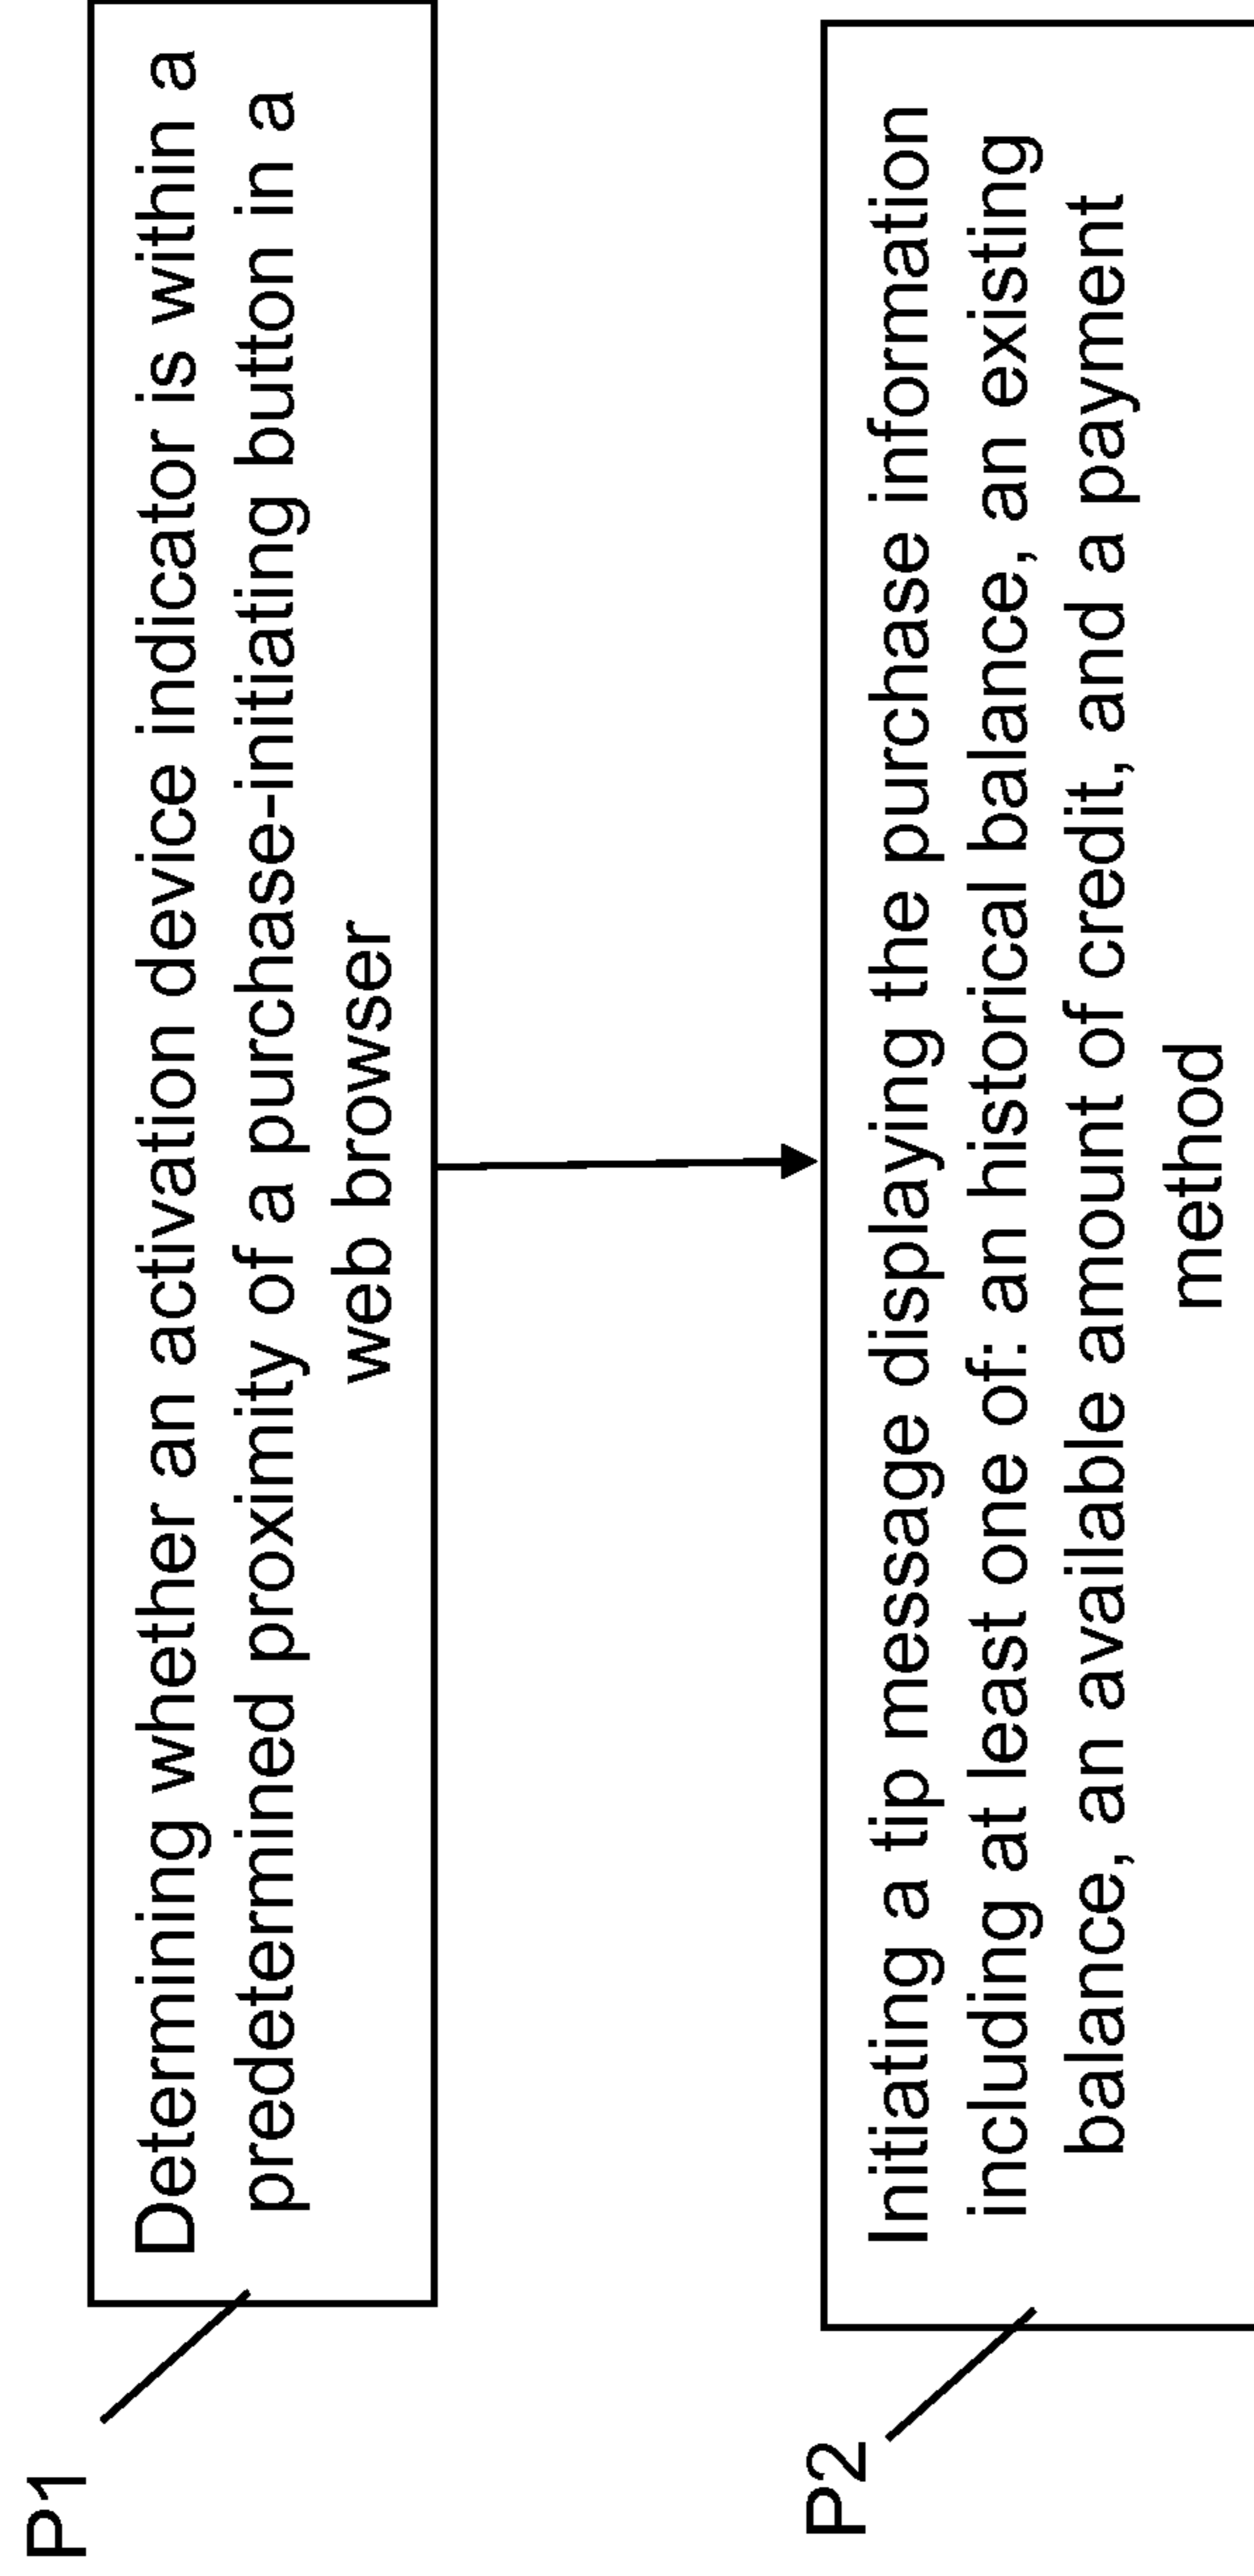 P1
Determining whether an activation device indicator is within a
predetermined proximity of a purchase-initiating button in a
web browser
P2
Initiating a tip message displaying the purchase information
including at least one of: an historical balance, an existing
balance, an available amount of credit, and a payment
method